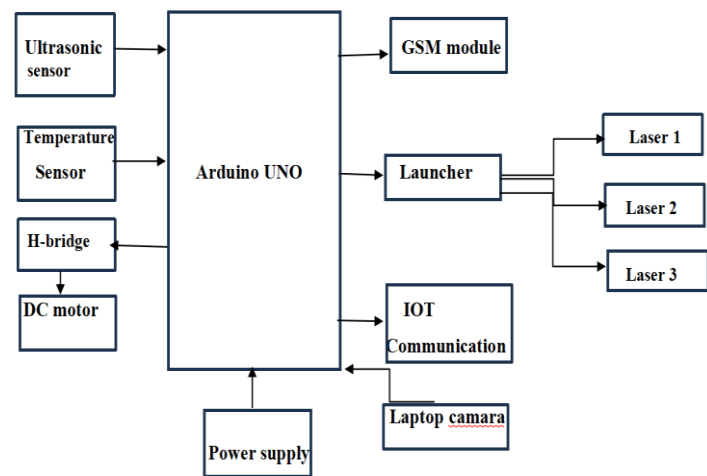 Ultrasonic
sensor
Temperature
Sensor
H-bridge
DC motor
Arduino UNO
Power supply
GSM module
Launcher
IOT
Communication
Laptop camara
Laser 1
Laser 2
Laser 3